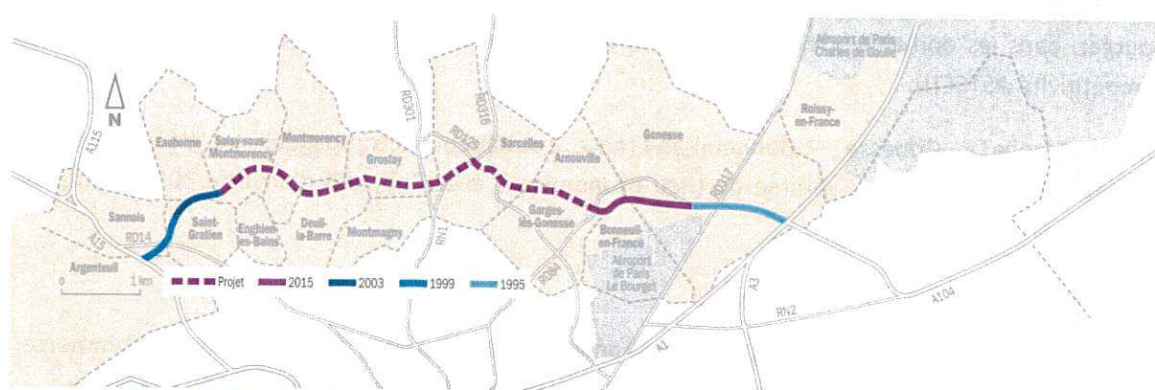 Aéroport de Paris
Charles de Gaulle
Roissy-
en-France
N
A115
RD301
RD316
RD125
Eaubonne
Soisy-sous-
Montmorency
Montmorency
Groslay
Sarcelles
Arnouville
Gonesse
RD317
Sannois
RD14
A15
Saint-
Gratien
Enghien-
les-Bains
Deuil-
la-Barre
Montmagny
RN1
Garges-
lès-Gonesse
Bonneuil-
en-France
RD84
Aéroport
de Paris
Le Bourget
Argenteuil
0 1 km
Projet 2015 2003 1999 1995
A1
A3
RN2
A104